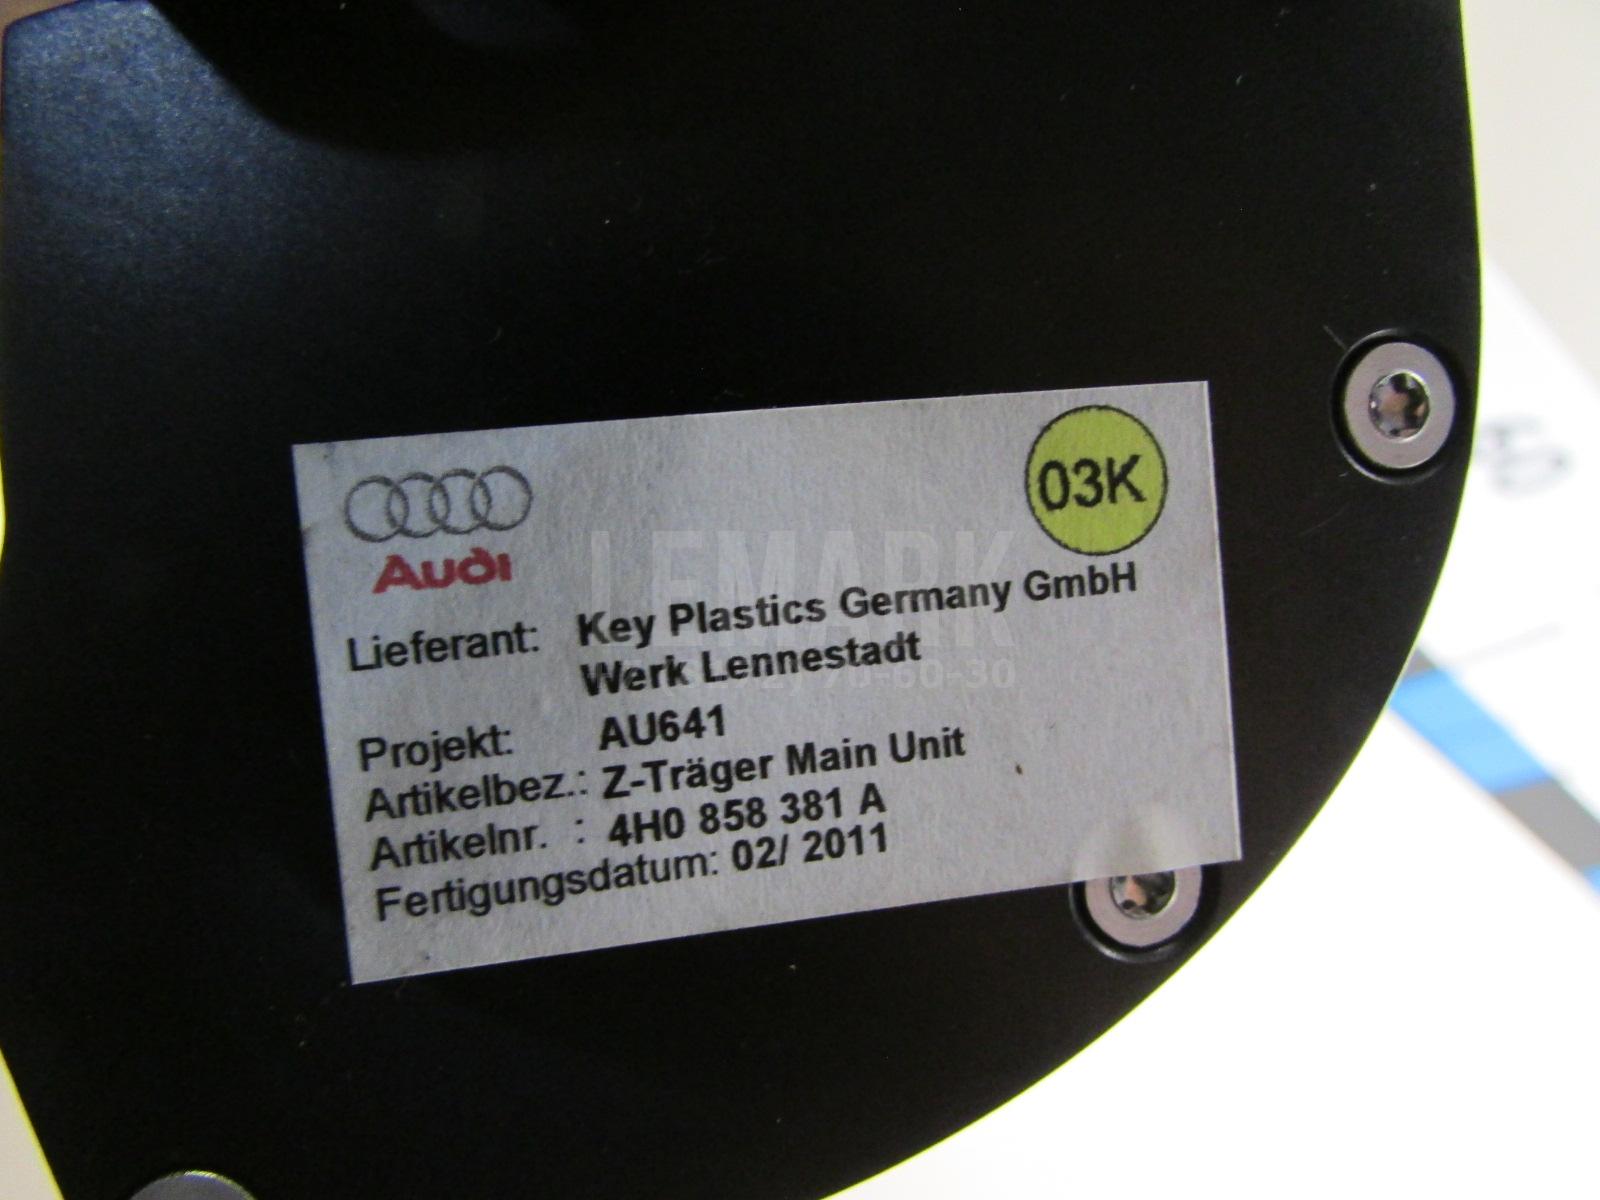 03K
Audi
LEMARK
Lieferant: Key Plastics Germany GmbH
Werk Lennestadt
Projekt: AU641
Artikelbez.: Z-Träger Main Unit
Artikelnr. : 4H0 858 381 A
Fertigungsdatum: 02/ 2011